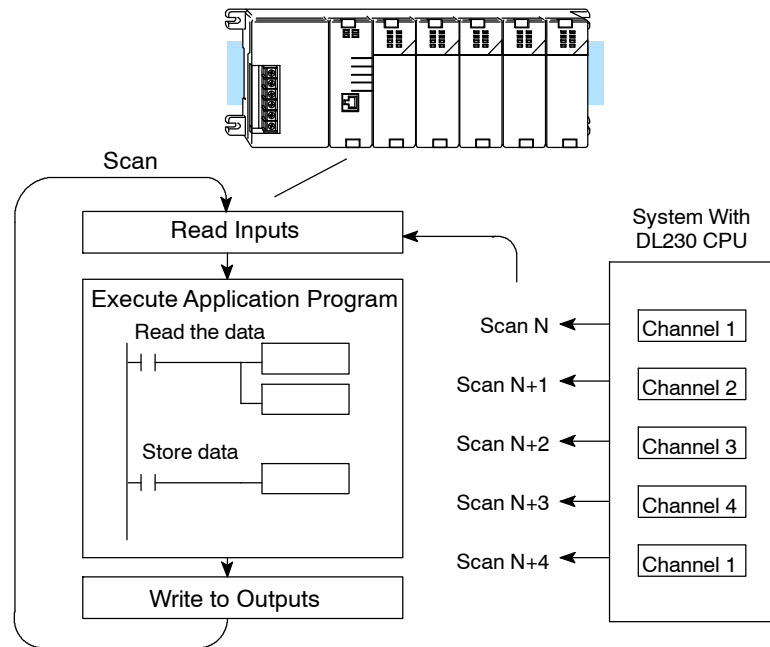 Scan
Read Inputs
Execute Application Program
Read the data
Store data
Write to Outputs
System With
DL230 CPU
Scan N
Channel 1
Scan N+1
Channel 2
Scan N+2
Channel 3
Scan N+3
Channel 4
Scan N+4
Channel 1